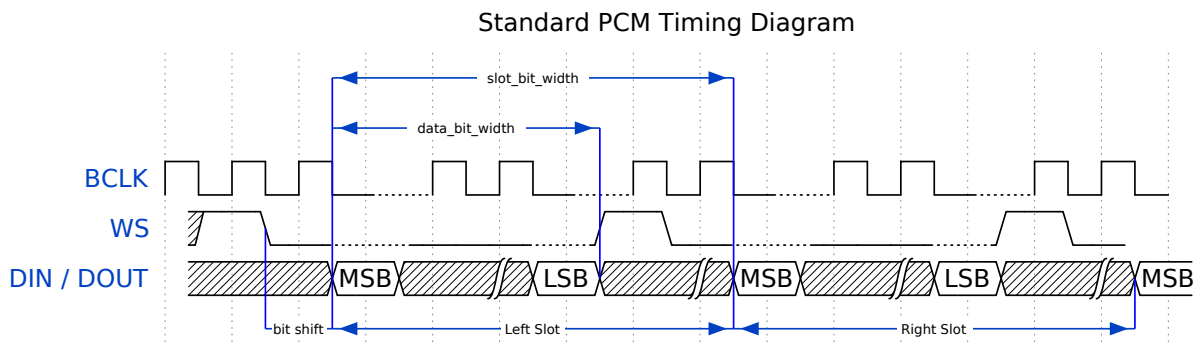 Standard PCM Timing Diagram
slot_bit_width
data_bit_width
BCLK
WS
DIN / DOUT
MSB
LSB
MSB
LSB
MSB
bit shift
Left Slot
Right Slot